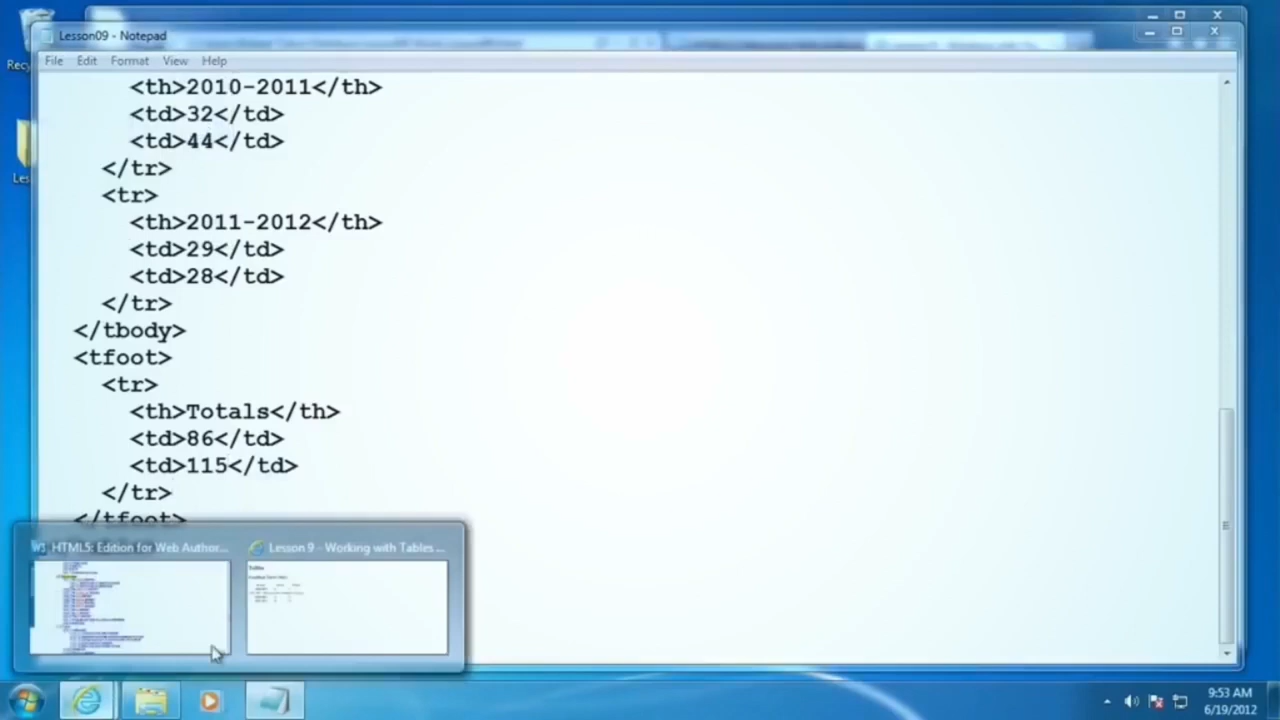 Lesson09 - Notepad
File Edit Format View Help
<th>2010-2011</th>
<td>32</td>
<td>44</td>
</tr>
<tr>
<th>2011-2012</th>
<td>29</td>
<td>28</td>
</tr>
</tbody>
<tfoot>
<tr>
<th>Totals</th>
<td>86</td>
<td>115</td>
</tr>
</tfoot>
HTML5: Edition for Web Author...
Lesson 9 - Working with Tables ...
9:53 AM
6/19/2012